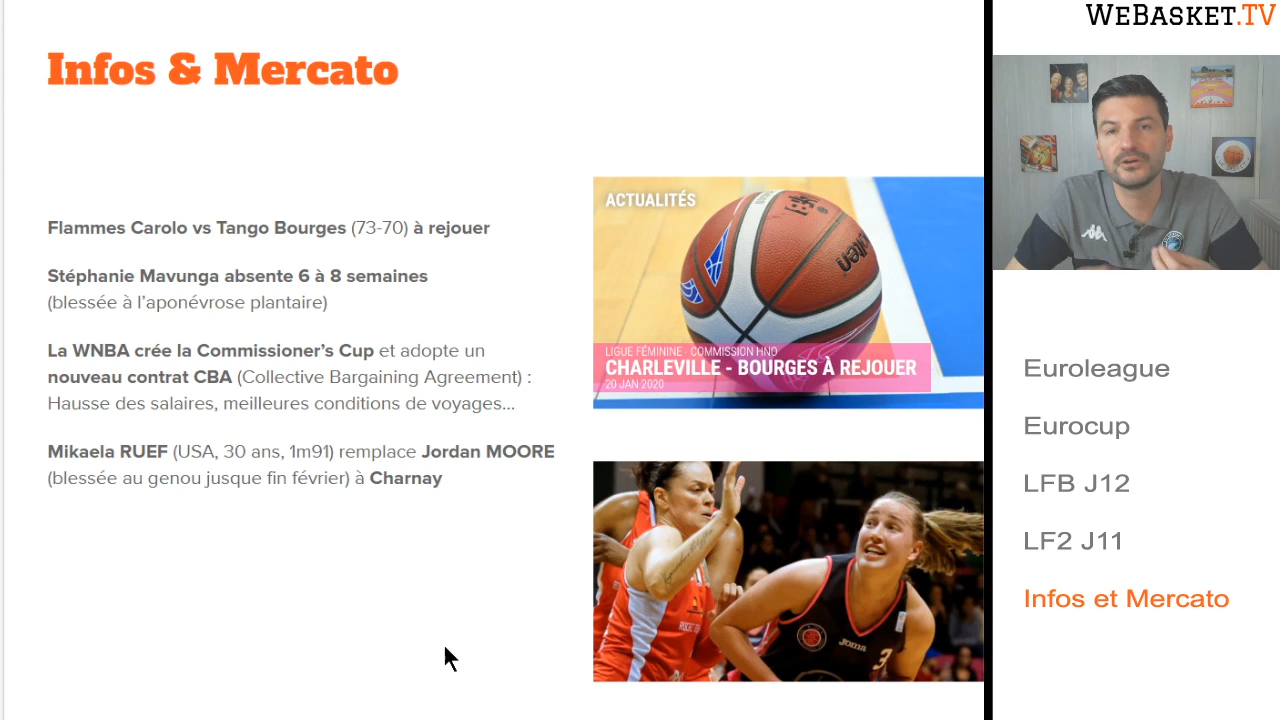 WEBASKET.TV
Infos & Mercato
Flammes Carolo vs Tango Bourges (73-70) à rejouer
Stéphanie Mavunga absente 6 à 8 semaines
(blessée à l'aponévrose plantaire)
La WNBA crée la Commissioner's Cup et adopte un
nouveau contrat CBA (Collective Bargaining Agreement) :
Hausse des salaires, meilleures conditions de voyages...
Mikaela RUEF (USA, 30 ans, 1m91) remplace Jordan MOORE
(blessée au genou jusque fin février) à Charnay
ACTUALITÉS
molten
LIGUE FÉMININE - COMMISSION HNO
CHARLEVILLE - BOURGES À REJOUER
20 JAN 2020
Joma
3
Euroleague
Eurocup
LFB J12
LF2 J11
Infos et Mercato